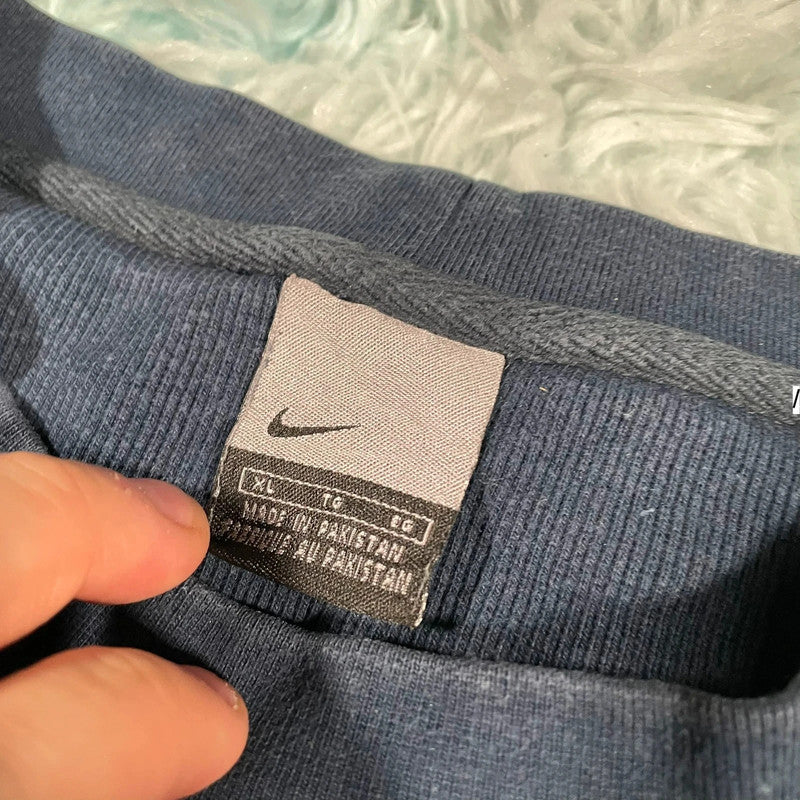 XL TG EG
MADE IN PAKISTAN
FABRIQUE AU PAKISTAN